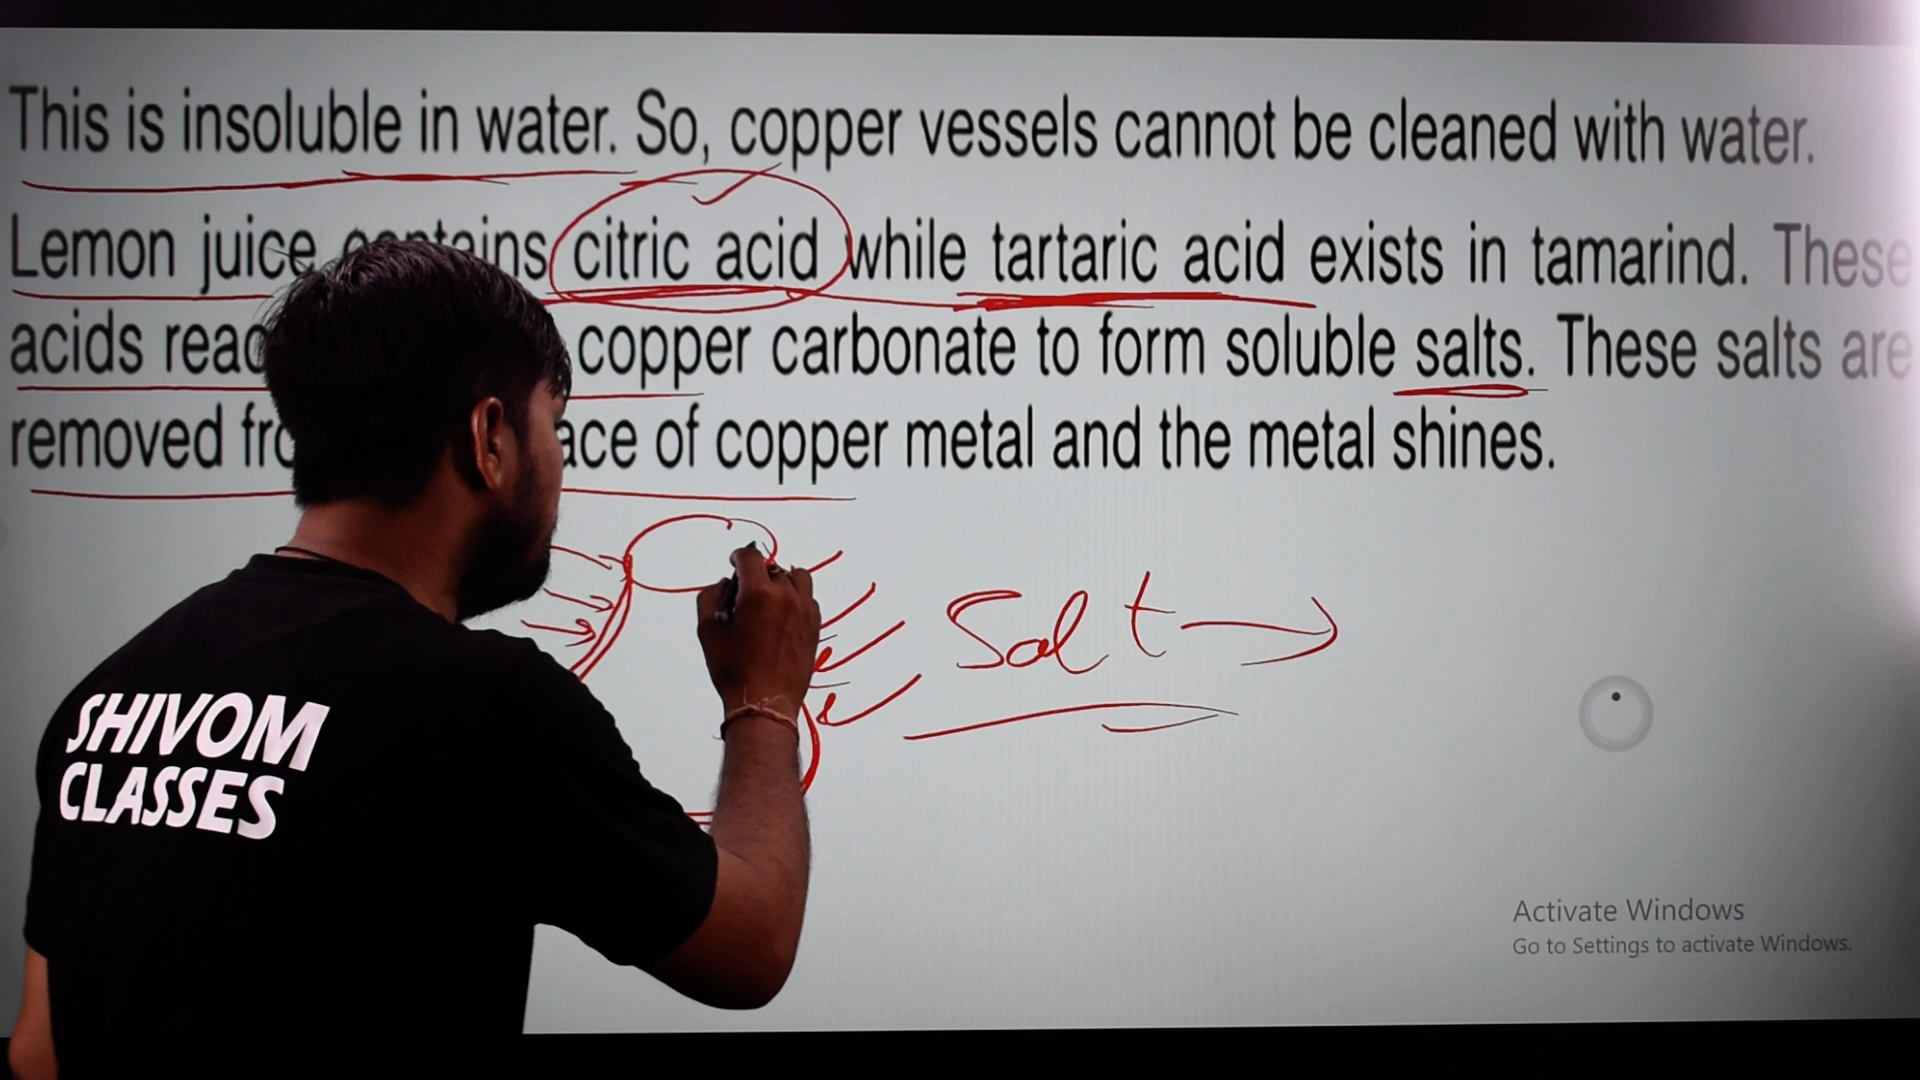 This is insoluble in water. So, copper vessels cannot be cleaned with water.
Lemon juice contains citric acid while tartaric acid exists in tamarind. These
acids copper carbonate to form soluble salts. These salts are
removed of copper metal and the metal shines.
Salt
SHIVOM
CLASSES
Activate Windows
Go to Settings to activate Windows.